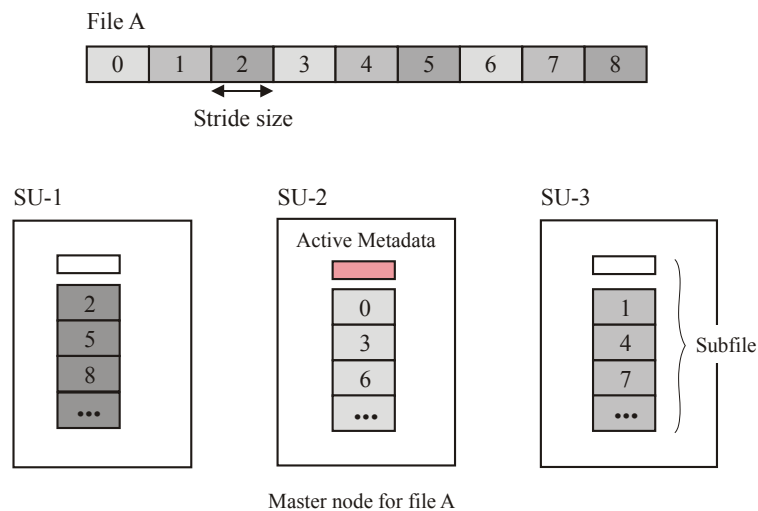 File A
0 1 2 3 4 5 6 7 8
Stride size
SU-1
2
5
8
...
SU-2
Active Metadata
0
3
6
...
SU-3
1
4
7
...
Subfile
Master node for file A